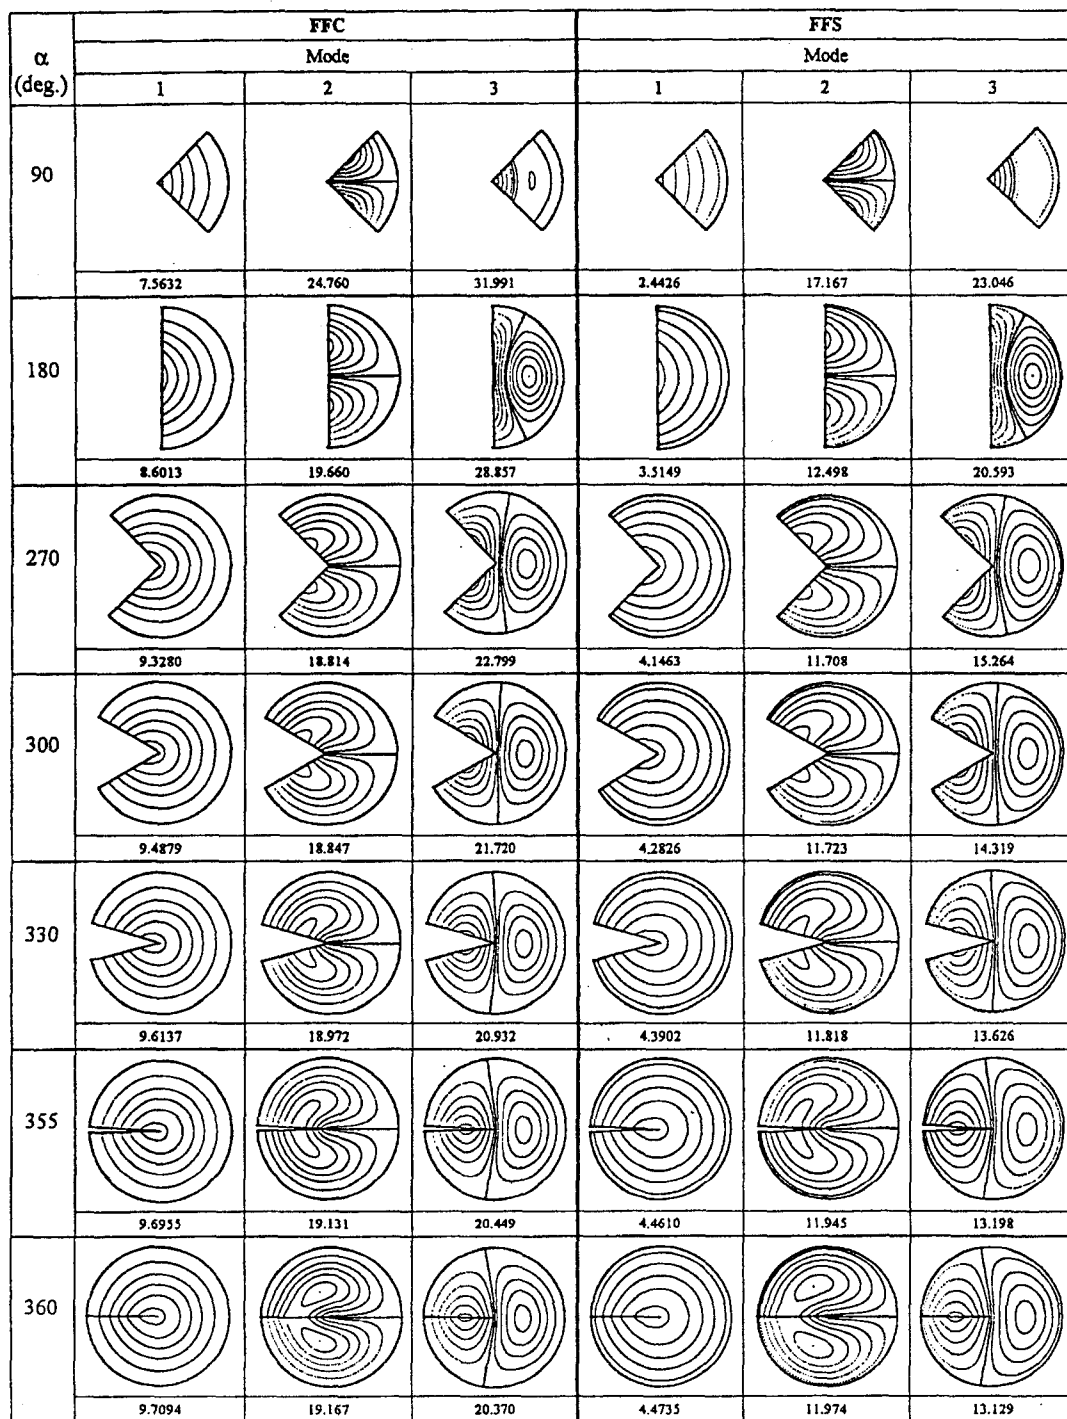 FFC FFS
α (deg.) Mode Mode
1 2 3 1 2 3
90
7.5632 24.760 31.991 2.4426 17.167 23.046
180
8.6013 19.660 28.857 3.5149 12.498 20.593
270
9.3280 18.814 22.799 4.1463 11.708 15.264
300
9.4879 18.847 21.720 4.2826 11.723 14.319
330
9.6137 18.972 20.932 4.3902 11.818 13.626
355
9.6955 19.131 20.449 4.4610 11.945 13.198
360
9.7094 19.167 20.370 4.4735 11.974 13.129